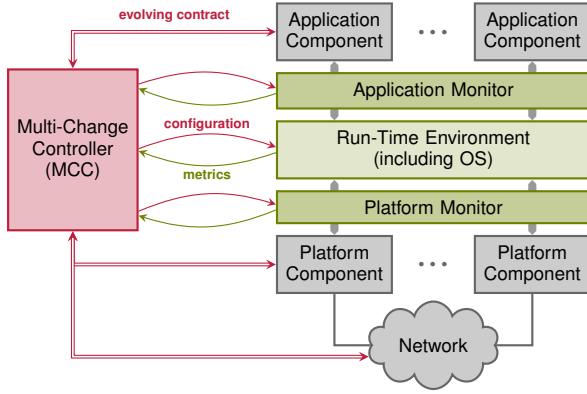 evolving contract
Application
Component
...
Application
Component
Application Monitor
Multi-Change
Controller
(MCC)
configuration
Run-Time Environment
(including OS)
metrics
Platform Monitor
Platform
Component
...
Platform
Component
Network